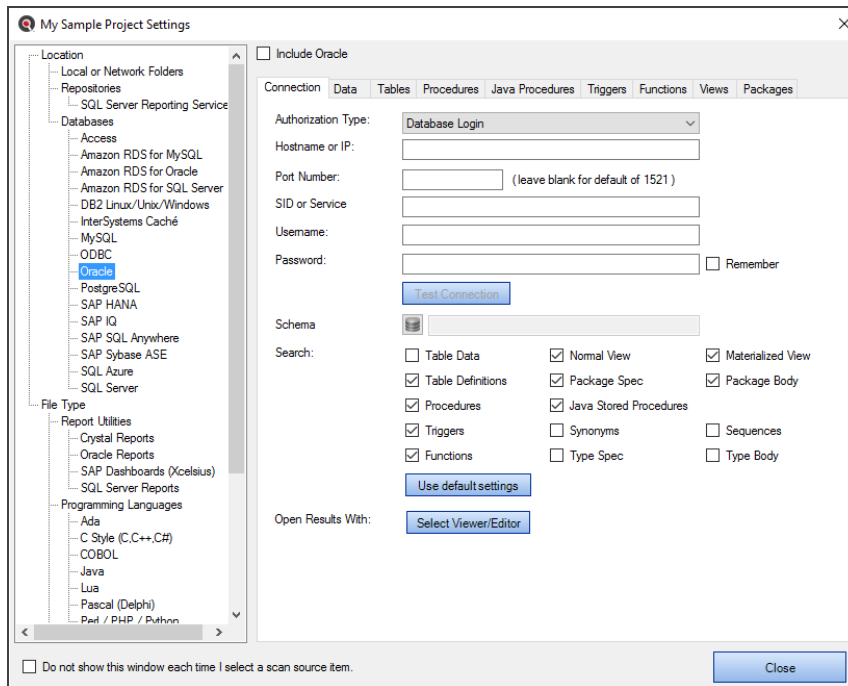 My Sample Project Settings
Location
Local or Network Folders
Repositories
SQL Server Reporting Service
Databases
Access
Amazon RDS for MySQL
Amazon RDS for Oracle
Amazon RDS for SQL Server
DB2 Linux/Unix/Windows
InterSystems Caché
MySQL
ODBC
Oracle
PostgreSQL
SAP HANA
SAP IQ
SAP SQL Anywhere
SAP Sybase ASE
SQL Azure
SQL Server
File Type
Report Utilities
Crystal Reports
Oracle Reports
SAP Dashboards (Xcelsius)
SQL Server Reports
Programming Languages
Ada
C Style (C,C++,C#)
COBOL
Java
Lua
Pascal (Delphi)
Perl / PHP / Python
Include Oracle
Connection Data Tables Procedures Java Procedures Triggers Functions Views Packages
Authorization Type: Database Login
Hostname or IP:
Port Number: (leave blank for default of 1521 )
SID or Service
Username:
Password: Remember
Test Connection
Schema
Search: Table Data Normal View Materialized View
Table Definitions Package Spec Package Body
Procedures Java Stored Procedures
Triggers Synonyms Sequences
Functions Type Spec Type Body
Use default settings
Open Results With: Select Viewer/Editor
Do not show this window each time I select a scan source item.
Close